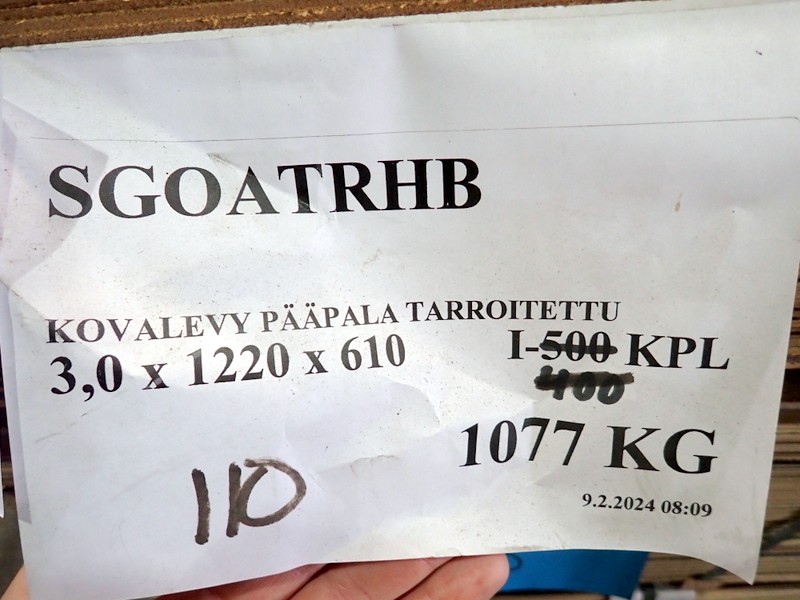 SGOATRHB
KOVALEVY PÄÄPALA TARROITETTU
3,0 x 1220 x 610
I-500 KPL
400
1077 KG
110
9.2.2024 08:09